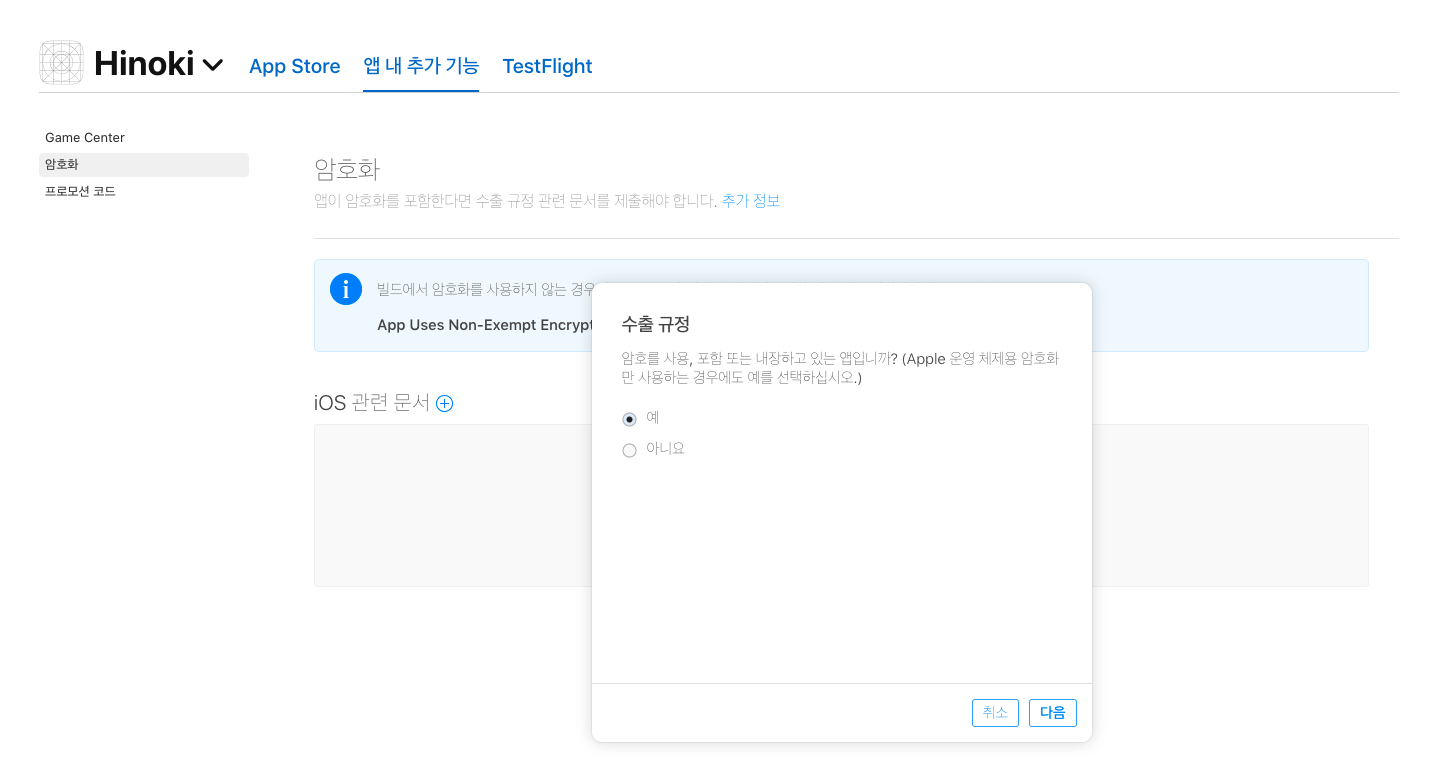 Hinoki
App Store
앱 내 추가 기능
TestFlight
Game Center
암호화
프로모션 코드
암호화
앱이 암호화를 포함한다면 수출 규정 관련 문서를 제출해야 합니다. 추가 정보
i
빌드에서 암호화를 사용하지 않는
App Uses Non-Exempt
iOS 관련 문서
수출 규정
암호를 사용, 포함 또는 내장하고 있는 앱입니까? (Apple 운영 체제용 암호화
만 사용하는 경우에도 예를 선택하십시오.)
예
아니요
취소
다음